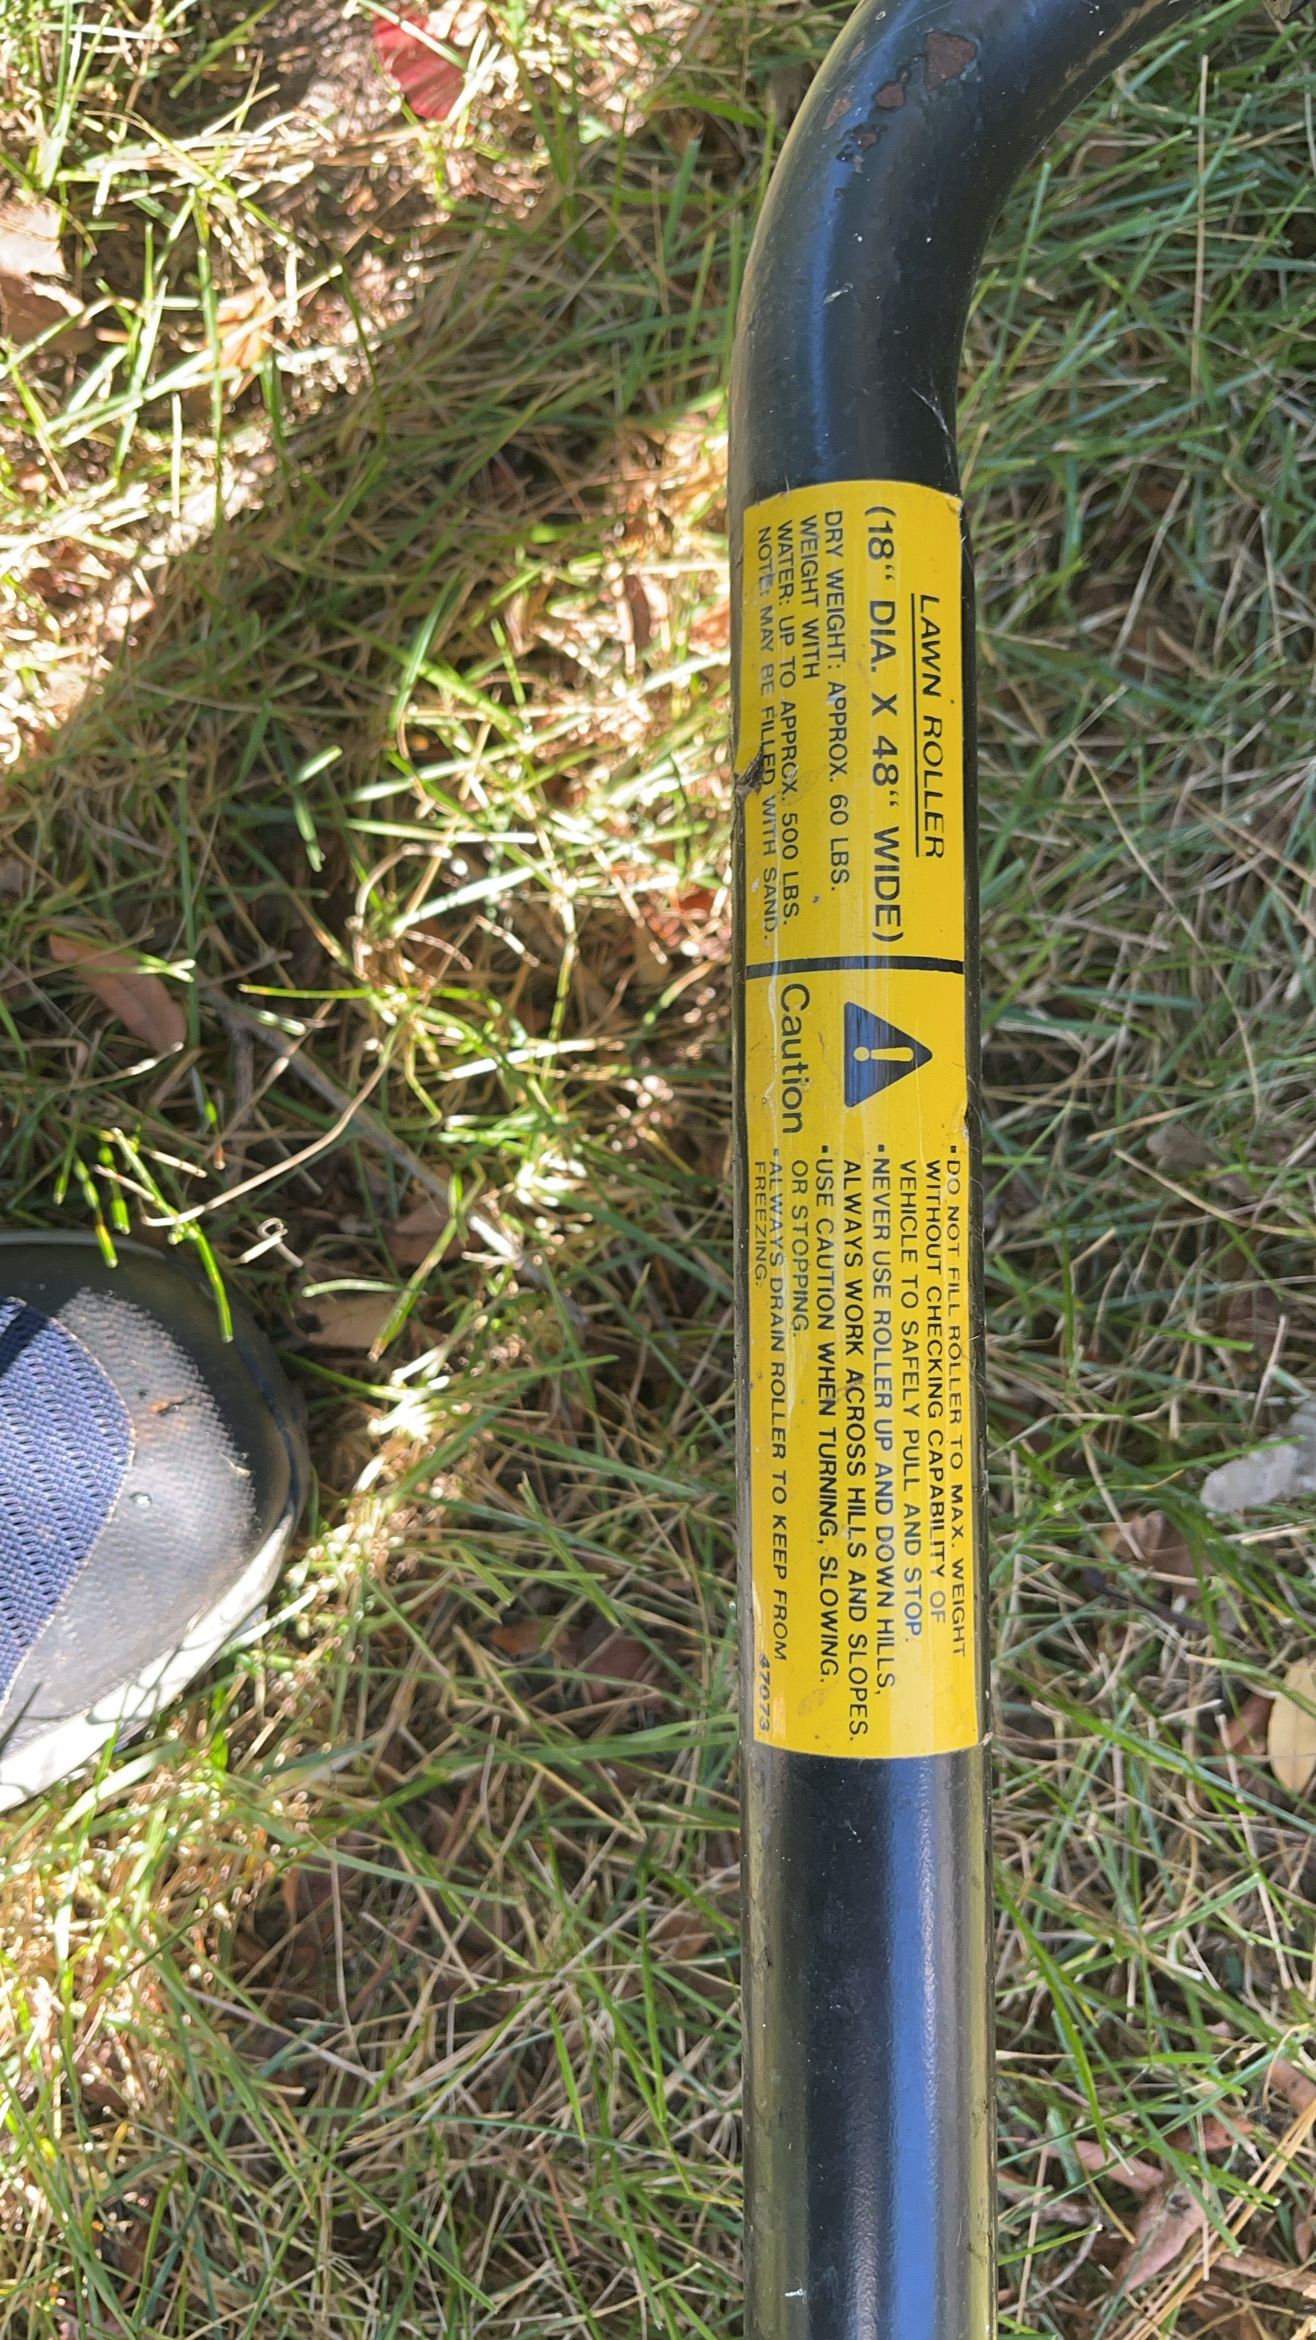 LAWN ROLLER
(18“ DIA. X 48“ WIDE)
DRY WEIGHT: APPROX. 60 LBS.
WEIGHT WITH
WATER: UP TO APPROX. 500 LBS.
NOTE: MAY BE FILLED WITH SAND.
Caution
▪DO NOT FILL ROLLER TO MAX. WEIGHT
WITHOUT CHECKING CAPABILITY OF
VEHICLE TO SAFELY PULL AND STOP.
▪NEVER USE ROLLER UP AND DOWN HILLS,
ALWAYS WORK ACROSS HILLS AND SLOPES.
▪USE CAUTION WHEN TURNING, SLOWING,
OR STOPPING.
▪ALWAYS DRAIN ROLLER TO KEEP FROM
FREEZING.
47073